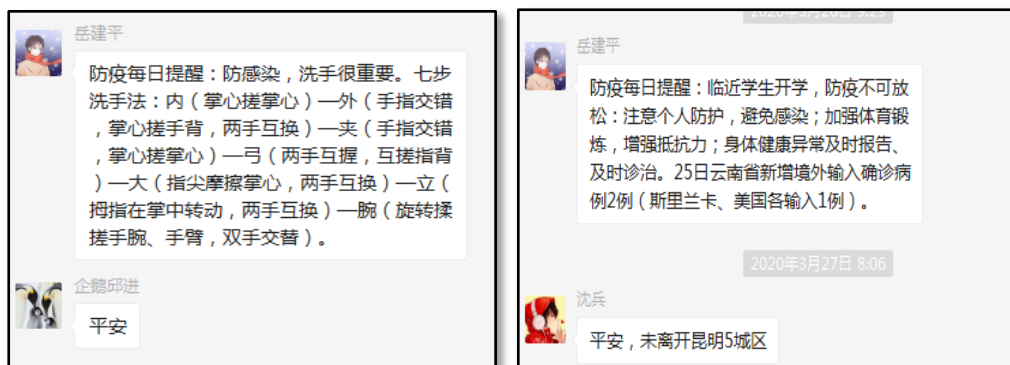 岳建平
防疫每日提醒：防感染，洗手很重要。七步
洗手法：内（掌心搓掌心）—外（手指交错
，掌心搓手背，两手互换）—夹（手指交错
，掌心搓掌心）—弓（两手互握，互搓指背
）—大（指尖摩擦掌心，两手互换）—立（
拇指在掌中转动，两手互换）—腕（旋转揉
搓手腕、手臂，双手交替）。
企鹅邱进
平安
岳建平
防疫每日提醒：临近学生开学，防疫不可放
松：注意个人防护，避免感染；加强体育锻
炼，增强抵抗力；身体健康异常及时报告、
及时诊治。25日云南省新增境外输入确诊病
例2例（斯里兰卡、美国各输入1例）。
2020年3月27日 8:06
沈兵
平安，未离开昆明5城区